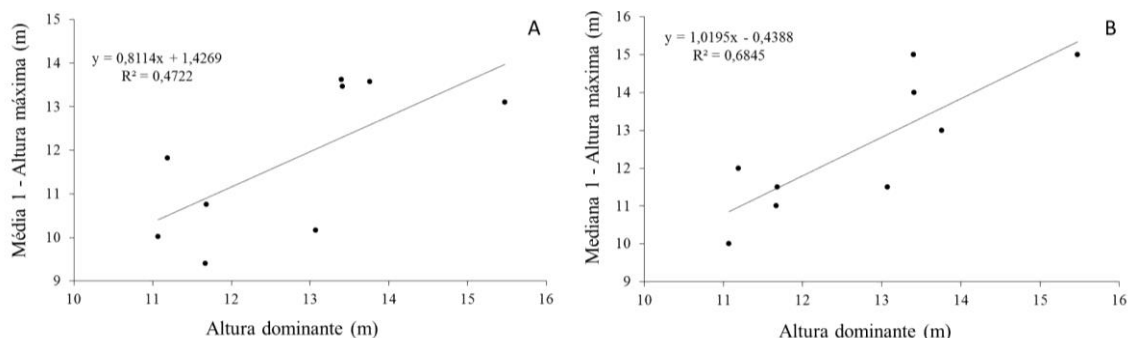 A
y = 0,8114x + 1,4269
R² = 0,4722
Média 1 - Altura máxima (m)
15
14
13
12
11
10
9
10 11 12 13 14 15 16
Altura dominante (m)
B
y = 1,0195x - 0,4388
R² = 0,6845
Mediana 1 - Altura máxima (m)
16
15
14
13
12
11
10
9
10 11 12 13 14 15 16
Altura dominante (m)